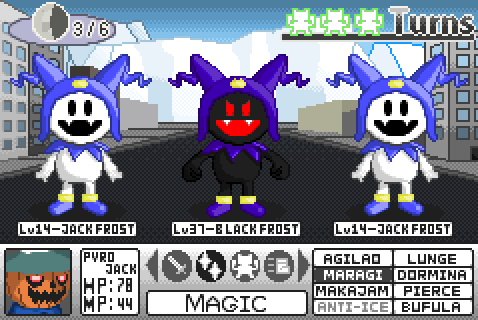 3/6
Turns
Lv14-JACK FROST
Lv37-BLACK FROST
Lv14-JACK FROST
PYRO
JACK
HP:78
MP:44
MAGIC
AGILAO LUNGE
MARAGI DORMINA
MAKAJAM PIERCE
ANTI-ICE BUFULA